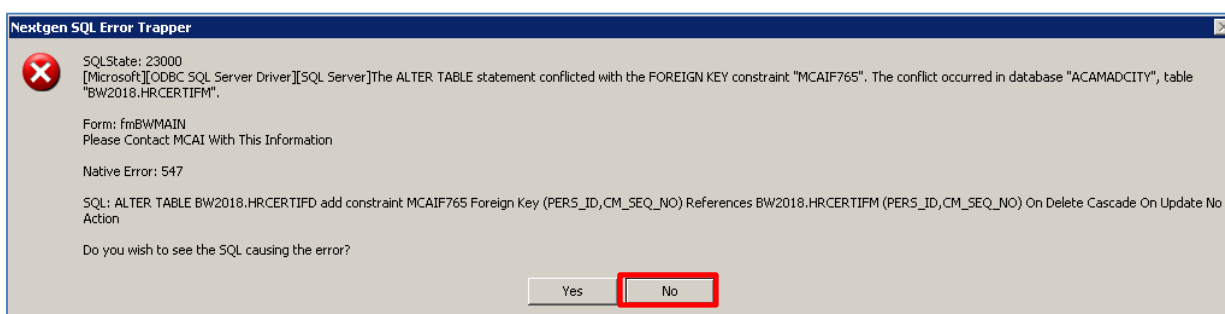 Nextgen SQL Error Trapper
SQLState: 23000
[Microsoft][ODBC SQL Server Driver][SQL Server]The ALTER TABLE statement conflicted with the FOREIGN KEY constraint "MCAIF765". The conflict occurred in database "ACAMADCITY", table
"BW2018.HRCERTIFM".
Form: fmBWMAIN
Please Contact MCAI With This Information
Native Error: 547
SQL: ALTER TABLE BW2018.HRCERTIFD add constraint MCAIF765 Foreign Key (PERS_ID,CM_SEQ_NO) References BW2018.HRCERTIFM (PERS_ID,CM_SEQ_NO) On Delete Cascade On Update No
Action
Do you wish to see the SQL causing the error?
Yes No